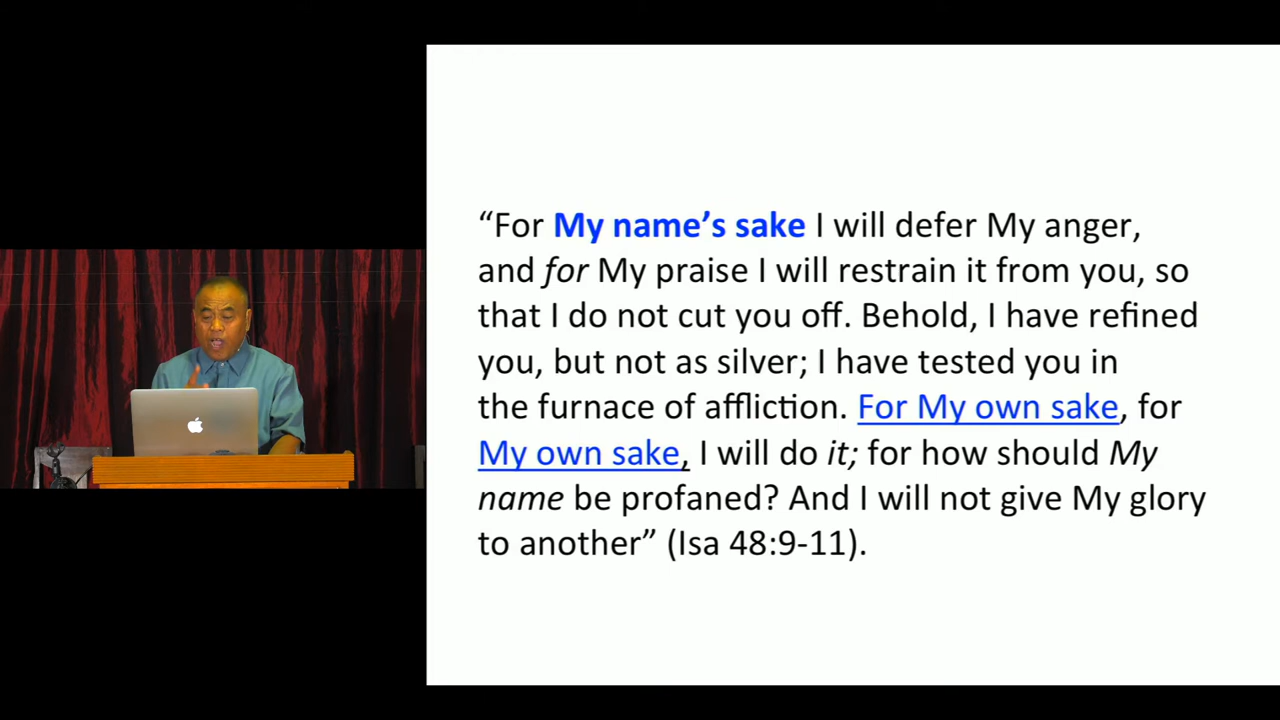 “For My name’s sake I will defer My anger,
and for My praise I will restrain it from you, so
that I do not cut you off. Behold, I have refined
you, but not as silver; I have tested you in
the furnace of affliction. For My own sake, for
My own sake, I will do it; for how should My
name be profaned? And I will not give My glory
to another” (Isa 48:9-11).